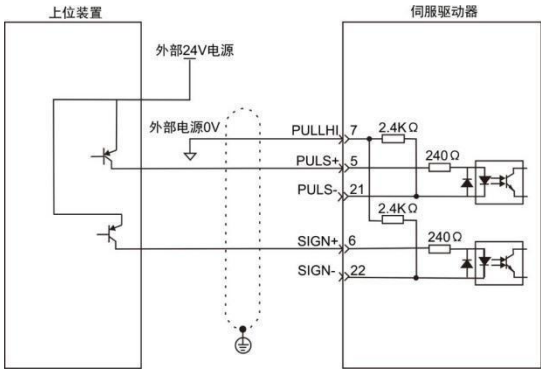 上位装置
伺服驱动器
外部24V电源
外部电源0V
PULLHI 7
2.4KΩ
PULS+ 5
240Ω
PULS- 21
2.4KΩ
SIGN+ 6
240Ω
SIGN- 22